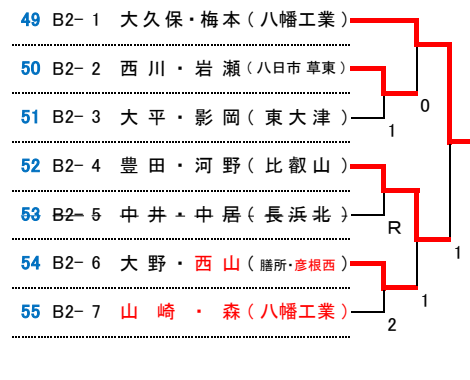 49 B2- 1 大久保・梅本(八幡工業)
50 B2- 2 西川・岩瀬(八日市 草東)
0
51 B2- 3 大平・影岡(東大津)
1
52 B2- 4 豊田・河野(比叡山)
53 B2- 5 中井・中居(長浜北)
R
54 B2- 6 大野・西山(膳所・彦根西)
1
55 B2- 7 山崎・森(八幡工業)
1
2